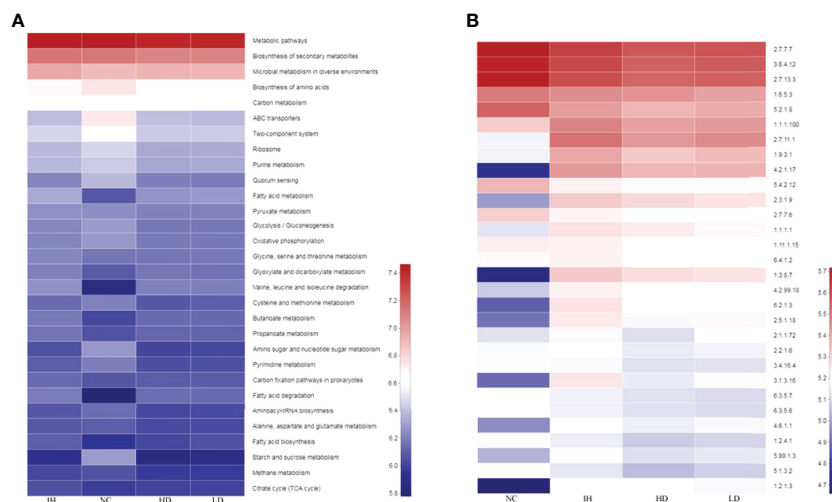 A
Metabolic pathways
Biosynthesis of secondary metabolites
Microbial metabolism in diverse environments
Biosynthesis of amino acids
Carbon metabolism
ABC transporters
Two-component system
Ribosome
Purine metabolism
Quorum sensing
Fatty acid metabolism
Pyruvate metabolism
Glycolysis / Gluconeogenesis
Oxidative phosphorylation
Glycine, serine and threonine metabolism
Glyoxylate and dicarboxylate metabolism
Valine, leucine and isoleucine degradation
Cysteine and methionine metabolism
Butanoate metabolism
Propanoate metabolism
Amino sugar and nucleotide sugar metabolism
Pyrimidine metabolism
Carbon fixation pathways in prokaryotes
Fatty acid degradation
Aminoacyl-tRNA biosynthesis
Alanine, aspartate and glutamate metabolism
Fatty acid biosynthesis
Starch and sucrose metabolism
Methane metabolism
Citrate cycle (TCA cycle)
IH NC HD LD
7.4
7.2
7.0
6.8
6.6
6.4
6.2
6.0
5.8
B
2.7.7.7
3.6.4.12
2.7.13.3
1.6.5.3
5.2.1.8
1.1.1.100
2.7.11.1
1.9.3.1
4.2.1.17
5.4.2.12
2.3.1.9
2.7.7.6
1.1.1.1
1.11.1.15
6.4.1.2
1.3.8.7
4.2.99.18
6.2.1.3
2.5.1.18
2.1.1.72
2.2.1.6
3.4.16.4
3.1.3.16
6.3.5.7
6.3.5.6
4.6.1.1
1.2.4.1
5.99.1.3
5.1.3.2
1.2.1.3
NC IH HD LD
5.7
5.6
5.5
5.4
5.3
5.2
5.1
5.0
4.9
4.8
4.7